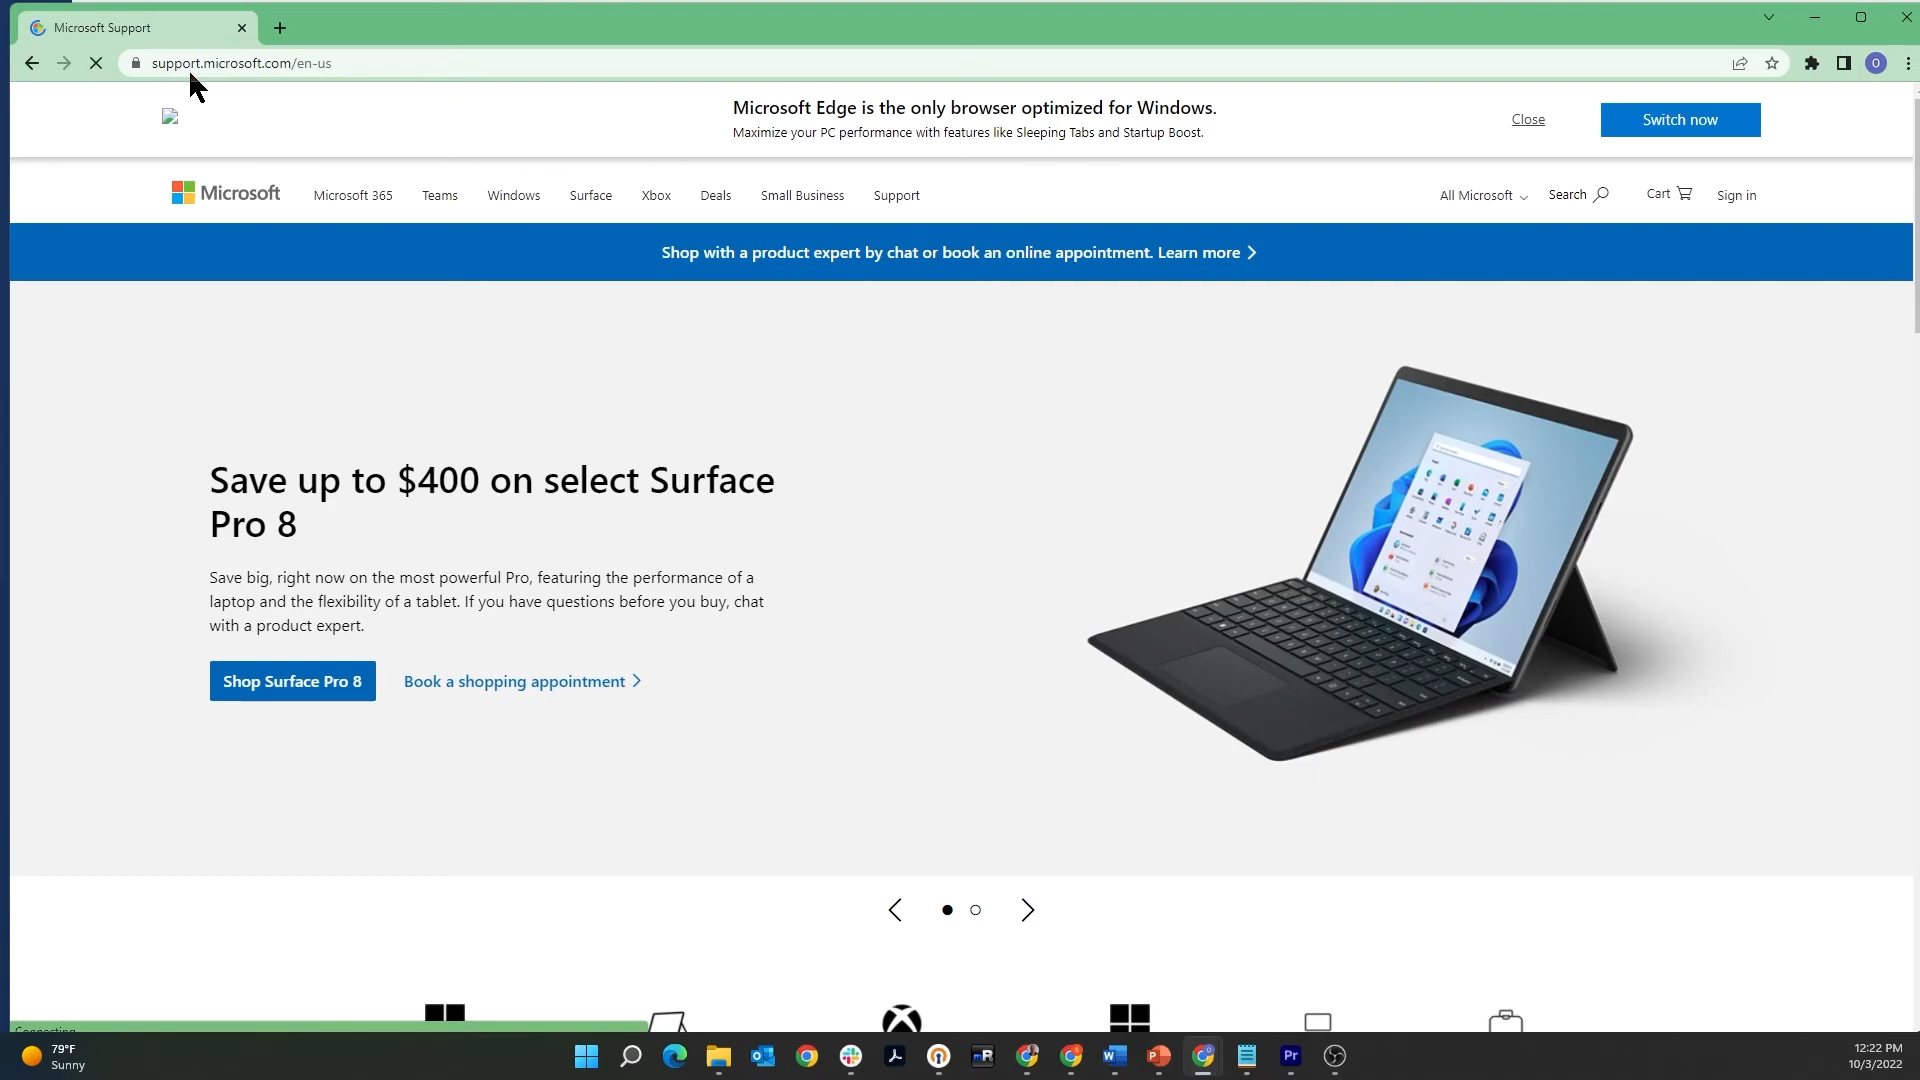 Microsoft Support
support.microsoft.com/en-us
O
Microsoft Edge is the only browser optimized for Windows.
Maximize your PC performance with features like Sleeping Tabs and Startup Boost.
Close
Switch now
Microsoft
Microsoft 365
Teams
Windows
Surface
Xbox
Deals
Small Business
Support
All Microsoft
Search
Cart
Sign in
Shop with a product expert by chat or book an online appointment. Learn more
Save up to $400 on select Surface
Pro 8
Save big, right now on the most powerful Pro, featuring the performance of a
laptop and the flexibility of a tablet. If you have questions before you buy, chat
with a product expert.
Shop Surface Pro 8
Book a shopping appointment
Connecting...
79°F
Sunny
Pr
12:22 PM
10/3/2022